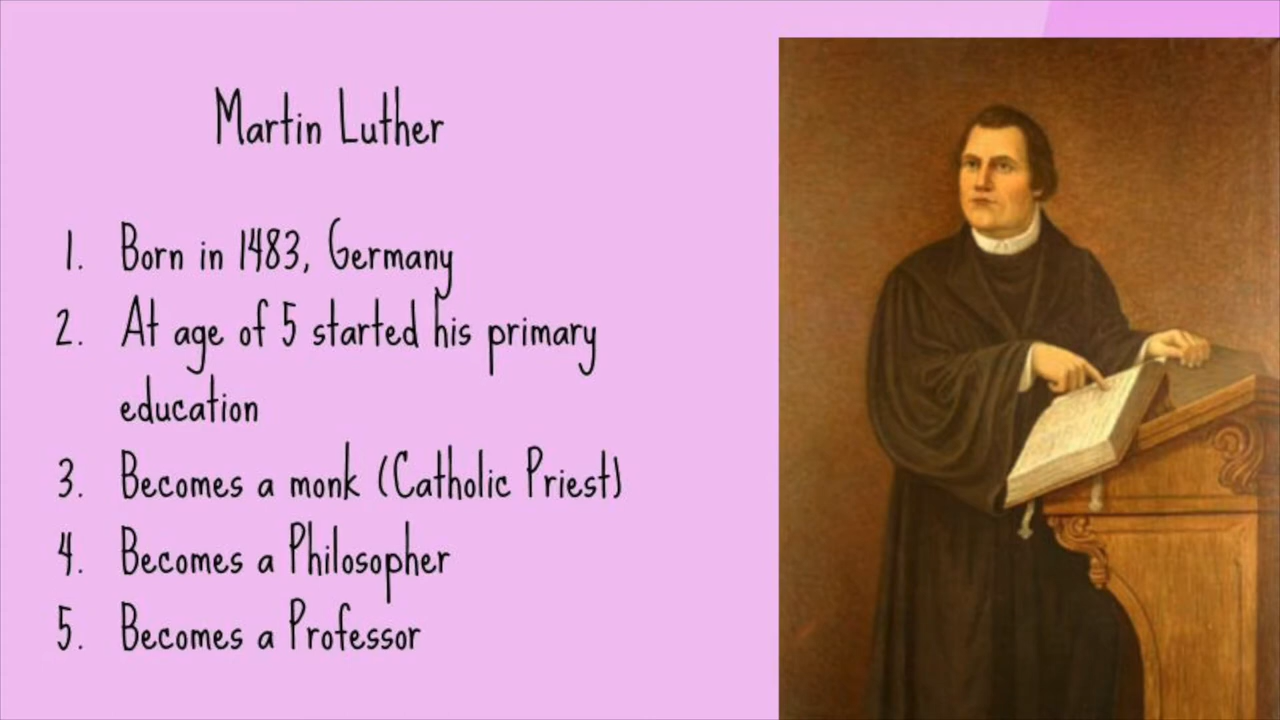 Martin Luther
1. Born in 1483, Germany
2. At age of 5 started his primary
education
3. Becomes a monk (Catholic Priest)
4. Becomes a Philosopher
5. Becomes a Professor